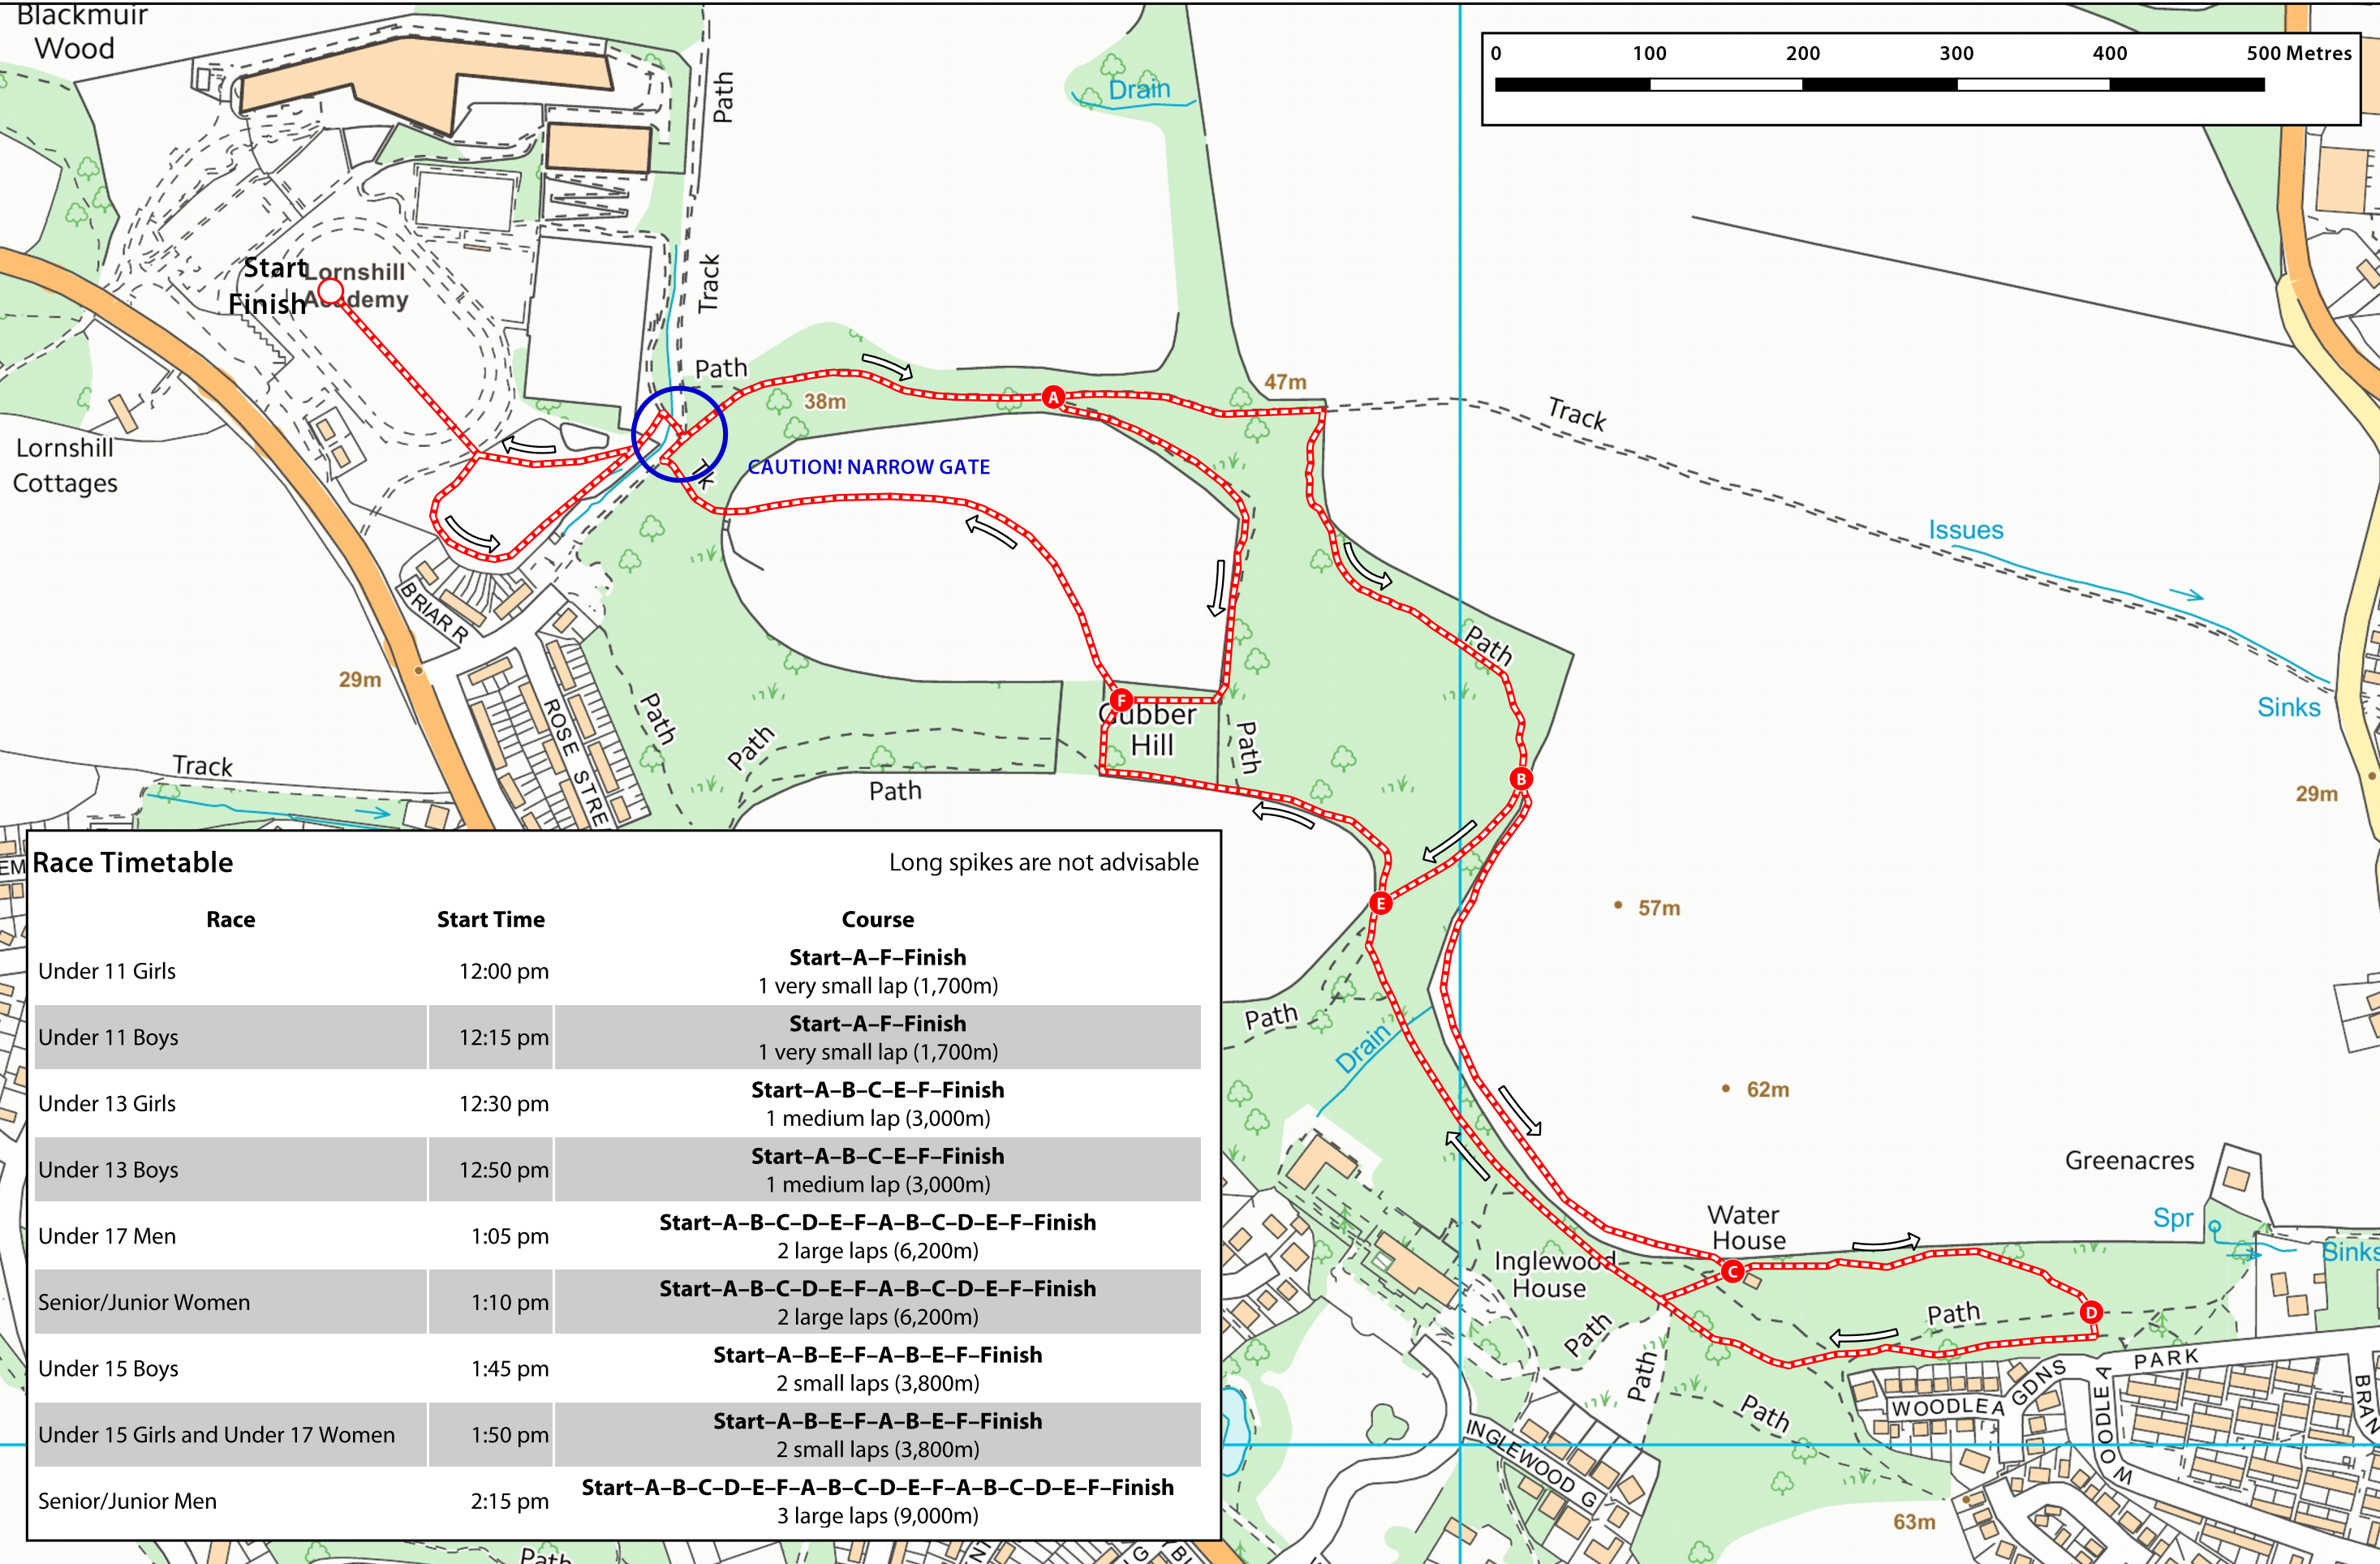 Blackmuir
Wood
Path
Drain
0 100 200 300 400 500 Metres
Track
Start
Finish
Lornshill
Academy
Path
38m
A
47m
Track
CAUTION! NARROW GATE
Tk
Lornshill
Cottages
Issues
Sinks
BRIAR R
29m
Path
ROSE STRE
Path
Path
Path
F
Gubber
Hill
Path
Track
B
29m
E
57m
Path
Drain
62m
Greenacres
Water
House
Spr
Sinks
Inglewood
House
C
D
Path
Path
Path
Path
WOODLEA GDNS
WOODLEA
PARK
BRAN
INGLEWOOD G
63m
Path
Race Timetable Long spikes are not advisable
Race Start Time Course
Under 11 Girls 12:00 pm Start–A–F–Finish
1 very small lap (1,700m)
Under 11 Boys 12:15 pm Start–A–F–Finish
1 very small lap (1,700m)
Under 13 Girls 12:30 pm Start–A–B–C–E–F–Finish
1 medium lap (3,000m)
Under 13 Boys 12:50 pm Start–A–B–C–E–F–Finish
1 medium lap (3,000m)
Under 17 Men 1:05 pm Start–A–B–C–D–E–F–A–B–C–D–E–F–Finish
2 large laps (6,200m)
Senior/Junior Women 1:10 pm Start–A–B–C–D–E–F–A–B–C–D–E–F–Finish
2 large laps (6,200m)
Under 15 Boys 1:45 pm Start–A–B–E–F–A–B–E–F–Finish
2 small laps (3,800m)
Under 15 Girls and Under 17 Women 1:50 pm Start–A–B–E–F–A–B–E–F–Finish
2 small laps (3,800m)
Senior/Junior Men 2:15 pm Start–A–B–C–D–E–F–A–B–C–D–E–F–A–B–C–D–E–F–Finish
3 large laps (9,000m)